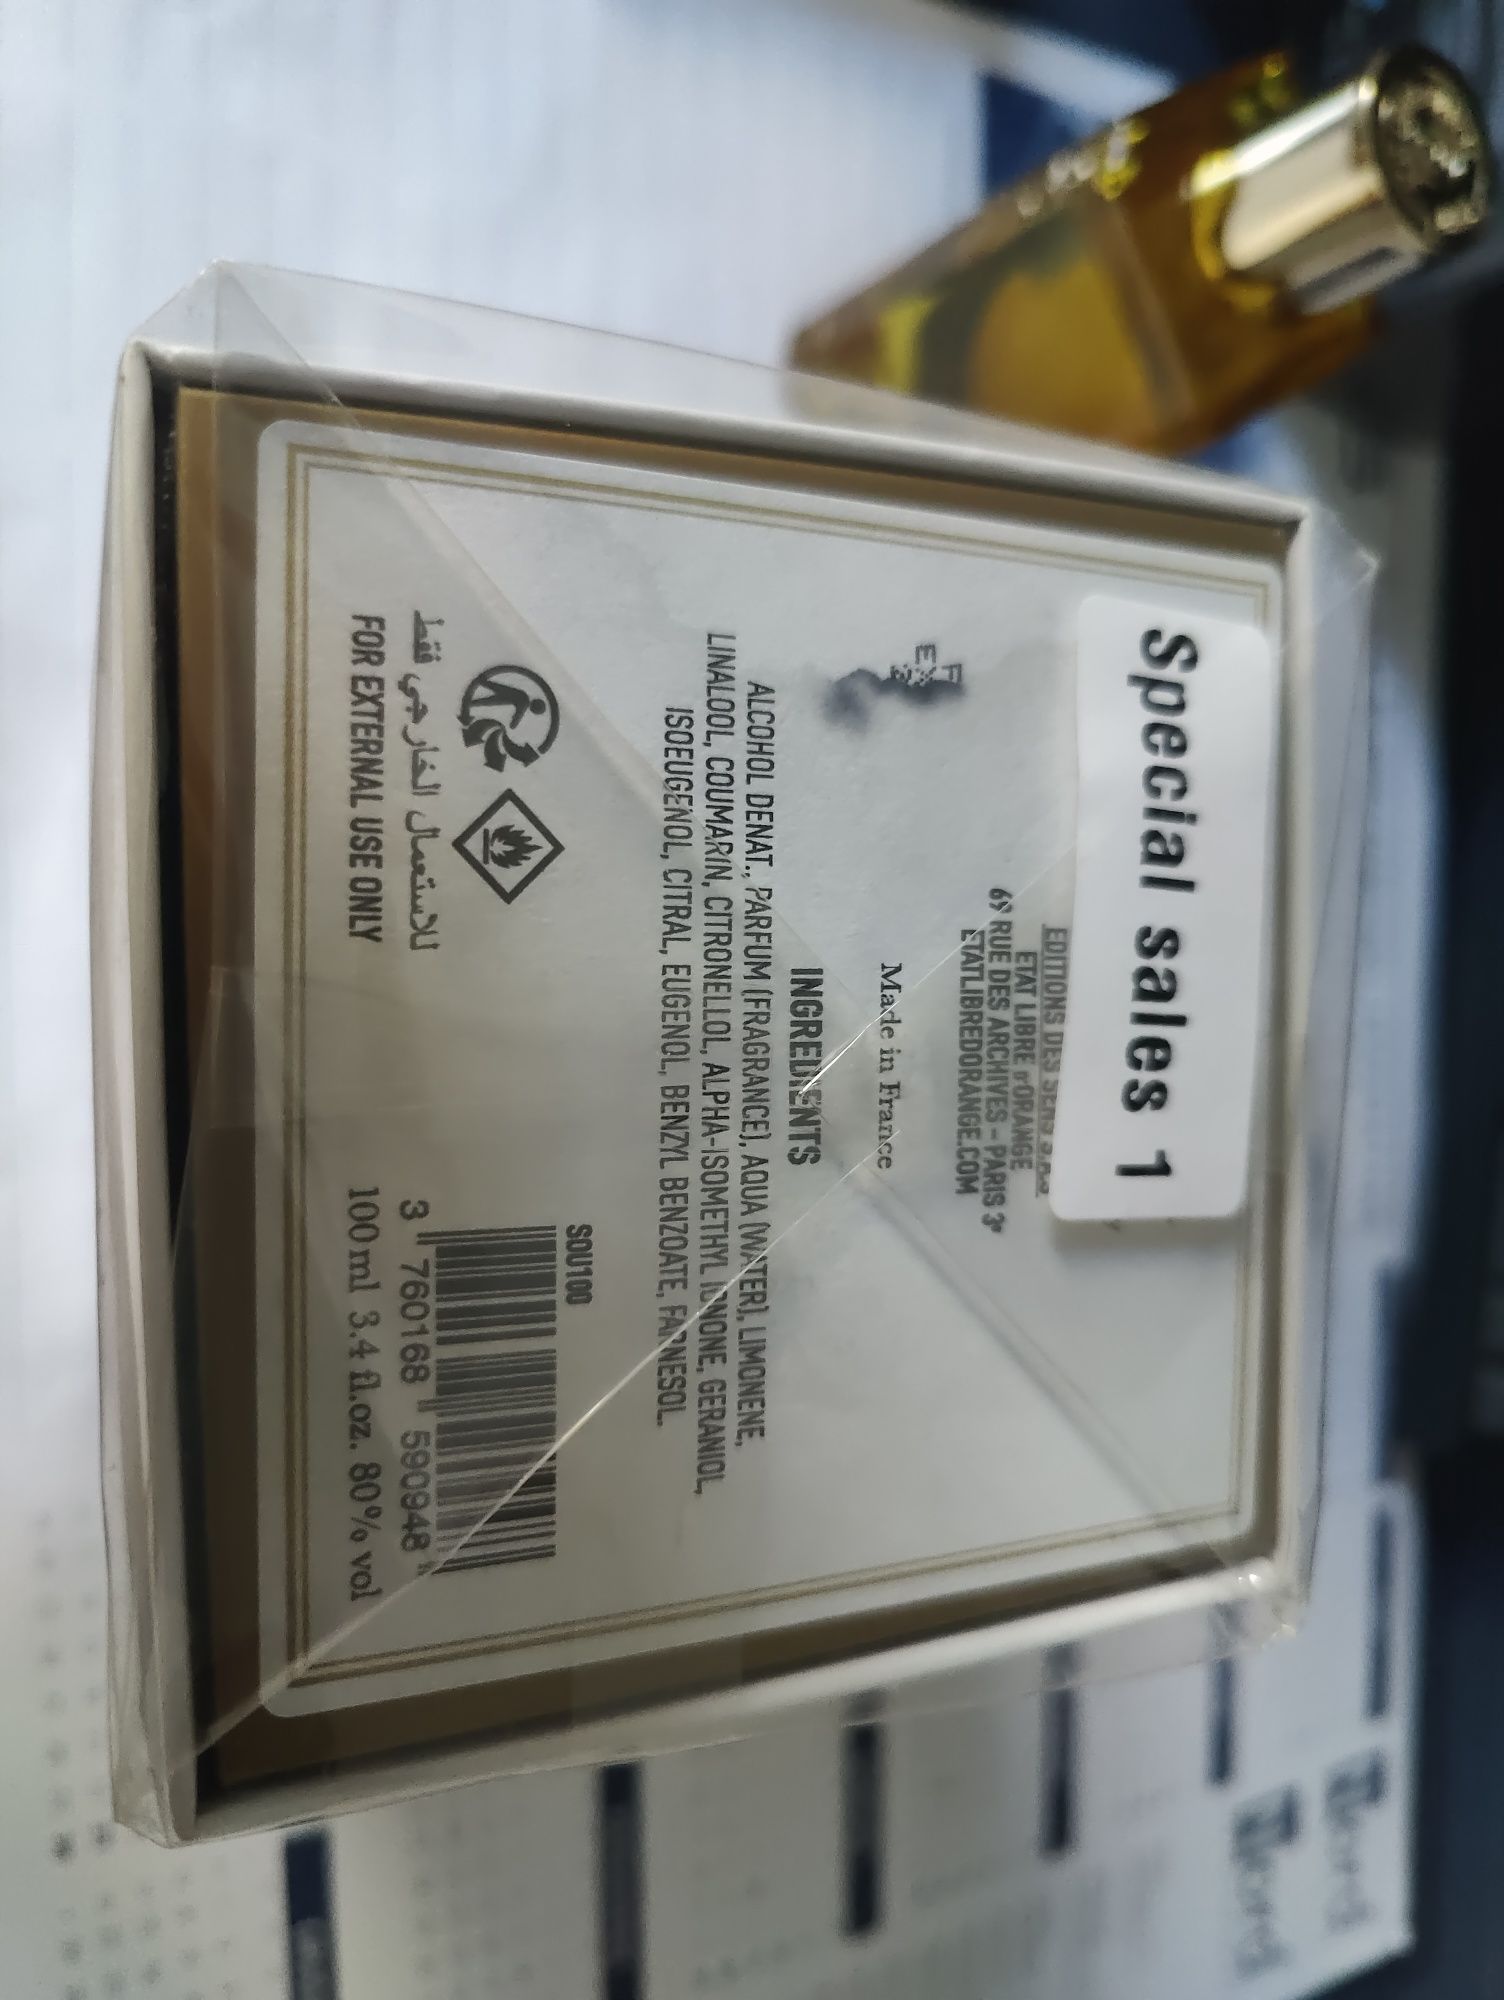 Special sales 1
EDITIONS DES SENS S.A.S
ETAT LIBRE D'ORANGE
69 RUE DES ARCHIVES – PARIS 3e
ETATLIBREDORANGE.COM
Made in France
INGREDIENTS
ALCOHOL DENAT., PARFUM (FRAGRANCE), AQUA (WATER), LIMONENE,
LINALOOL, COUMARIN, CITRONELLOL, ALPHA-ISOMETHYL IONONE, GERANIOL,
ISOEUGENOL, CITRAL, EUGENOL, BENZYL BENZOATE, FARNESOL.
SOU100
للاستعمال الخارجي فقط
FOR EXTERNAL USE ONLY
3 760168 590948
100 ml 3.4 fl.oz. 80% vol